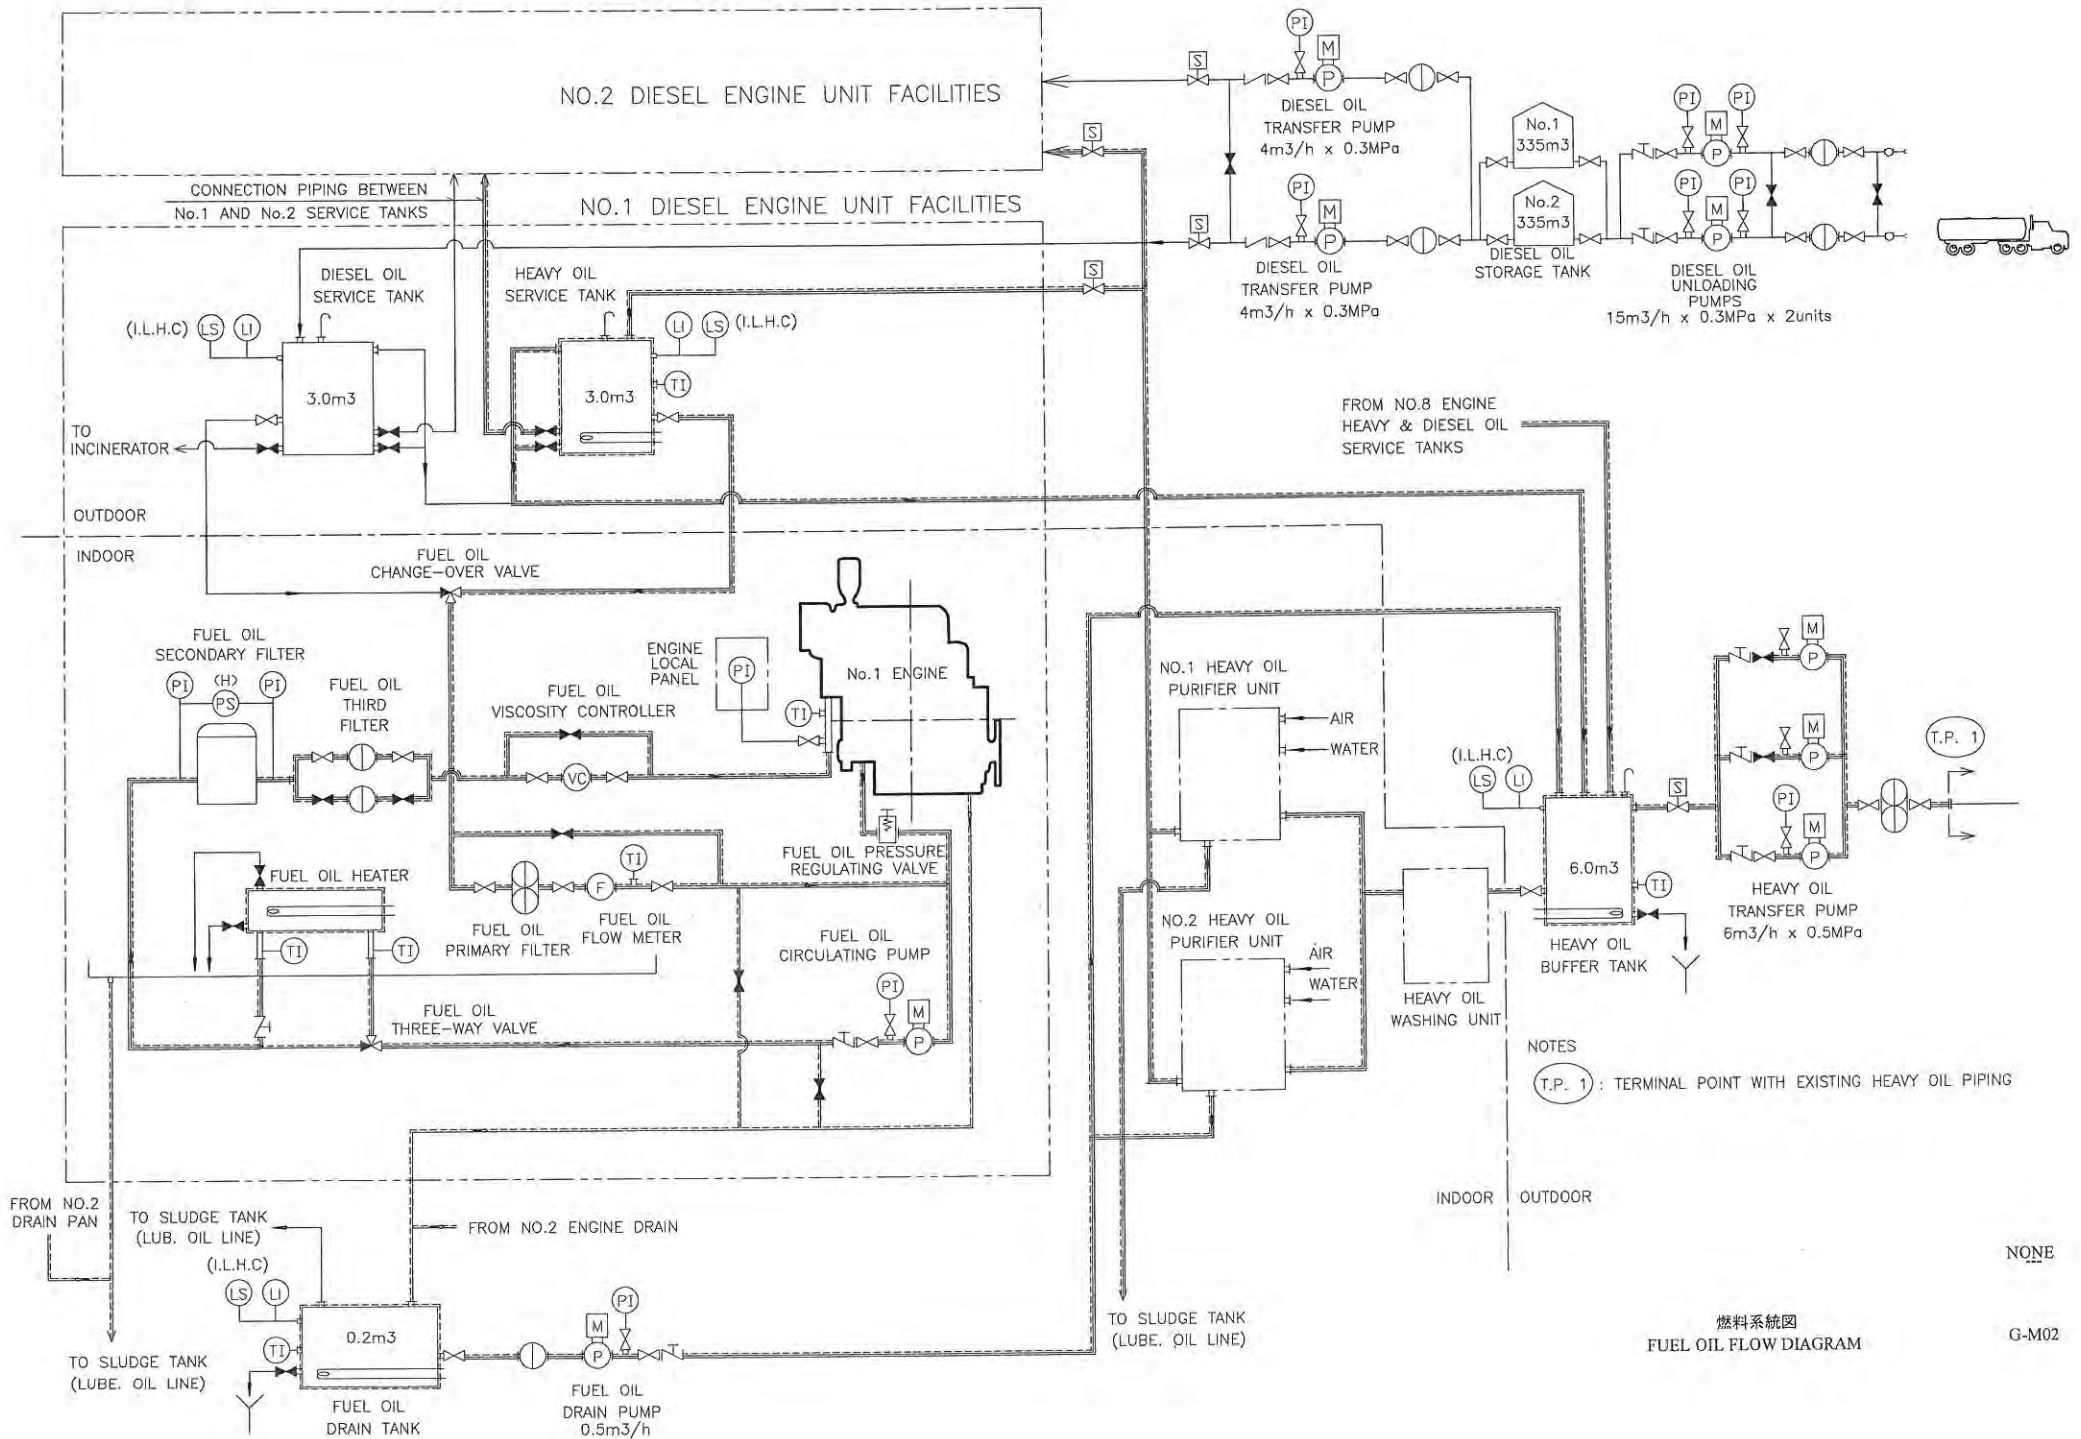 NO.2 DIESEL ENGINE UNIT FACILITIES
CONNECTION PIPING BETWEEN
No.1 AND No.2 SERVICE TANKS
NO.1 DIESEL ENGINE UNIT FACILITIES
S
S
S
S
PI
M
P
DIESEL OIL
TRANSFER PUMP
4m3/h x 0.3MPa
PI
M
P
DIESEL OIL
TRANSFER PUMP
4m3/h x 0.3MPa
No.1
335m3
No.2
335m3
DIESEL OIL
STORAGE TANK
PI
M
PI
P
PI
M
PI
P
DIESEL OIL
UNLOADING
PUMPS
15m3/h x 0.3MPa x 2units
DIESEL OIL
SERVICE TANK
(I.L.H.C)
LS
LI
3.0m3
HEAVY OIL
SERVICE TANK
LI
LS
(I.L.H.C)
TI
3.0m3
TO
INCINERATOR
FROM NO.8 ENGINE
HEAVY & DIESEL OIL
SERVICE TANKS
OUTDOOR
INDOOR
FUEL OIL
CHANGE-OVER VALVE
FUEL OIL
SECONDARY FILTER
PI
(H)
PS
PI
FUEL OIL
THIRD
FILTER
FUEL OIL
VISCOSITY CONTROLLER
VC
ENGINE
LOCAL
PANEL
PI
TI
No.1 ENGINE
FUEL OIL PRESSURE
REGULATING VALVE
FUEL OIL HEATER
TI
TI
TI
F
FUEL OIL
PRIMARY FILTER
FUEL OIL
FLOW METER
FUEL OIL
CIRCULATING PUMP
PI
M
P
FUEL OIL
THREE-WAY VALVE
NO.1 HEAVY OIL
PURIFIER UNIT
AIR
WATER
NO.2 HEAVY OIL
PURIFIER UNIT
AIR
WATER
HEAVY OIL
WASHING UNIT
(I.L.H.C)
LS
LI
6.0m3
TI
HEAVY OIL
BUFFER TANK
S
M
P
M
P
PI
M
P
HEAVY OIL
TRANSFER PUMP
6m3/h x 0.5MPa
T.P. 1
NOTES
T.P. 1 : TERMINAL POINT WITH EXISTING HEAVY OIL PIPING
INDOOR
OUTDOOR
FROM NO.2
DRAIN PAN
TO SLUDGE TANK
(LUB. OIL LINE)
FROM NO.2 ENGINE DRAIN
(I.L.H.C)
LS
LI
TI
0.2m3
FUEL OIL
DRAIN TANK
M
P
PI
FUEL OIL
DRAIN PUMP
0.5m3/h
TO SLUDGE TANK
(LUBE. OIL LINE)
TO SLUDGE TANK
(LUBE. OIL LINE)
NONE
燃料系統図
FUEL OIL FLOW DIAGRAM
G-M02